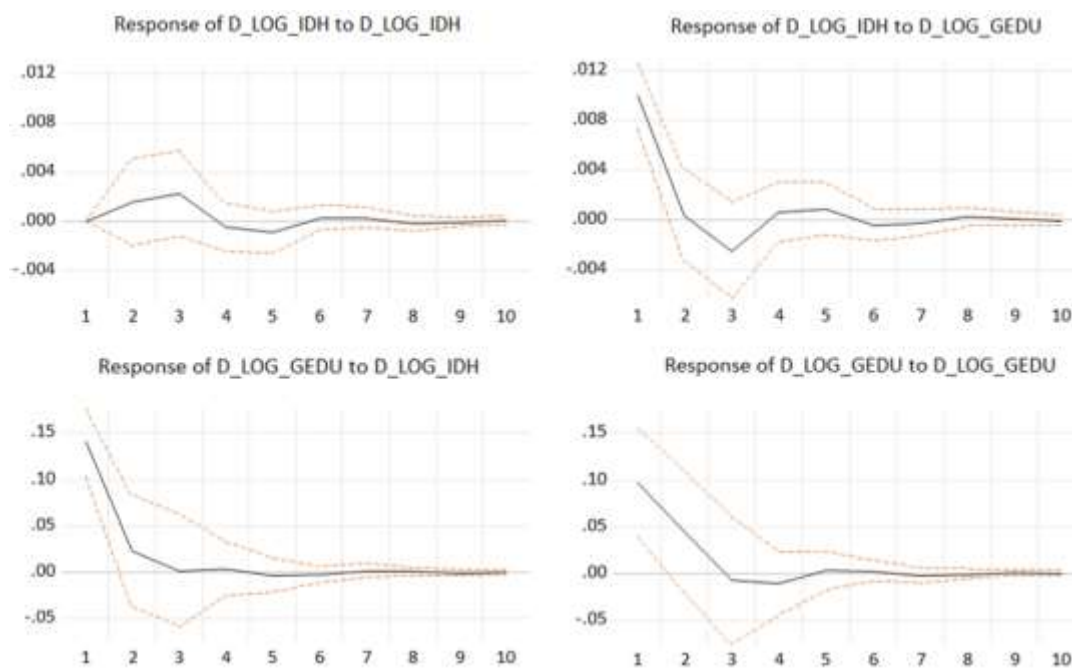 Response of D_LOG_IDH to D_LOG_IDH
.012
.008
.004
.000
-.004
1 2 3 4 5 6 7 8 9 10
Response of D_LOG_IDH to D_LOG_GEDU
.012
.008
.004
.000
-.004
1 2 3 4 5 6 7 8 9 10
Response of D_LOG_GEDU to D_LOG_IDH
.15
.10
.05
.00
-.05
1 2 3 4 5 6 7 8 9 10
Response of D_LOG_GEDU to D_LOG_GEDU
.15
.10
.05
.00
-.05
1 2 3 4 5 6 7 8 9 10